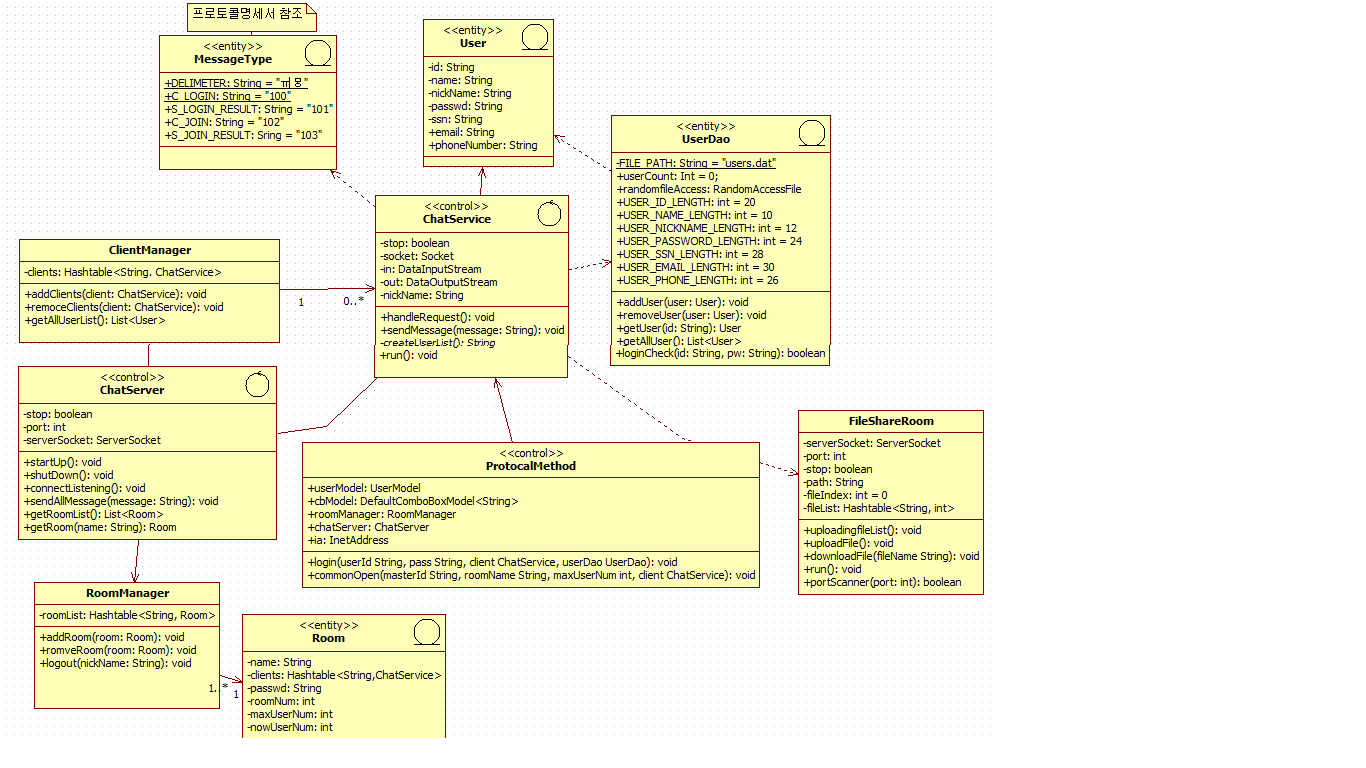 프로토콜명세서 참조
<<entity>>
MessageType
+DELIMETER: String = "ㅠㅗ"
+C_LOGIN: String = "100"
+S_LOGIN_RESULT: String = "101"
+C_JOIN: String = "102"
+S_JOIN_RESULT: Sring = "103"
<<entity>>
User
-id: String
-name: String
-nickName: String
-passwd: String
-ssn: String
+email: String
+phoneNumber: String
<<entity>>
UserDao
-FILE_PATH: String = "users.dat"
+userCount: Int = 0;
+randomfileAccess: RandomAccessFile
+USER_ID_LENGTH: int = 20
+USER_NAME_LENGTH: int = 10
+USER_NICKNAME_LENGTH: int = 12
+USER_PASSWORD_LENGTH: int = 24
+USER_SSN_LENGTH: int = 28
+USER_EMAIL_LENGTH: int = 30
+USER_PHONE_LENGTH: int = 26
+addUser(user: User): void
+removeUser(user: User): void
+getUser(id: String): User
+getAllUser(): List<User>
+loginCheck(id: String, pw: String): boolean
<<control>>
ChatService
-stop: boolean
-socket: Socket
-in: DataInputStream
-out: DataOutputStream
-nickName: String
+handleRequest(): void
+sendMessage(message: String): void
-createUserList(): String
+run(): void
ClientManager
-clients: Hashtable<String. ChatService>
+addClients(client: ChatService): void
+remoceClients(client: ChatService): void
+getAllUserList(): List<User>
1
0..*
<<control>>
ChatServer
-stop: boolean
-port: int
-serverSocket: ServerSocket
+startUp(): void
+shutDown(): void
+connectListening(): void
+sendAllMessage(message: String): void
+getRoomList(): List<Room>
+getRoom(name: String): Room
<<control>>
ProtocalMethod
+userModel: UserModel
+cbModel: DefaultComboBoxModel<String>
+roomManager: RoomManager
+chatServer: ChatServer
+ia: InetAddress
+login(userId String, pass String, client ChatService, userDao UserDao): void
+commonOpen(masterId String, roomName String, maxUserNum int, client ChatService): void
FileShareRoom
-serverSocket: ServerSocket
-port: int
-stop: boolean
-path: String
-fileIndex: int = 0
-fileList: Hashtable<String, int>
+uploadingfileList(): void
+uploadFile(): void
+downloadFile(fileName String): void
+run(): void
+portScanner(port: int): boolean
RoomManager
-roomList: Hashtable<String, Room>
+addRoom(room: Room): void
+romveRoom(room: Room): void
+logout(nickName: String): void
1..*
1
<<entity>>
Room
-name: String
-clients: Hashtable<String,ChatService>
-passwd: String
-roomNum: int
-maxUserNum: int
-nowUserNum: int